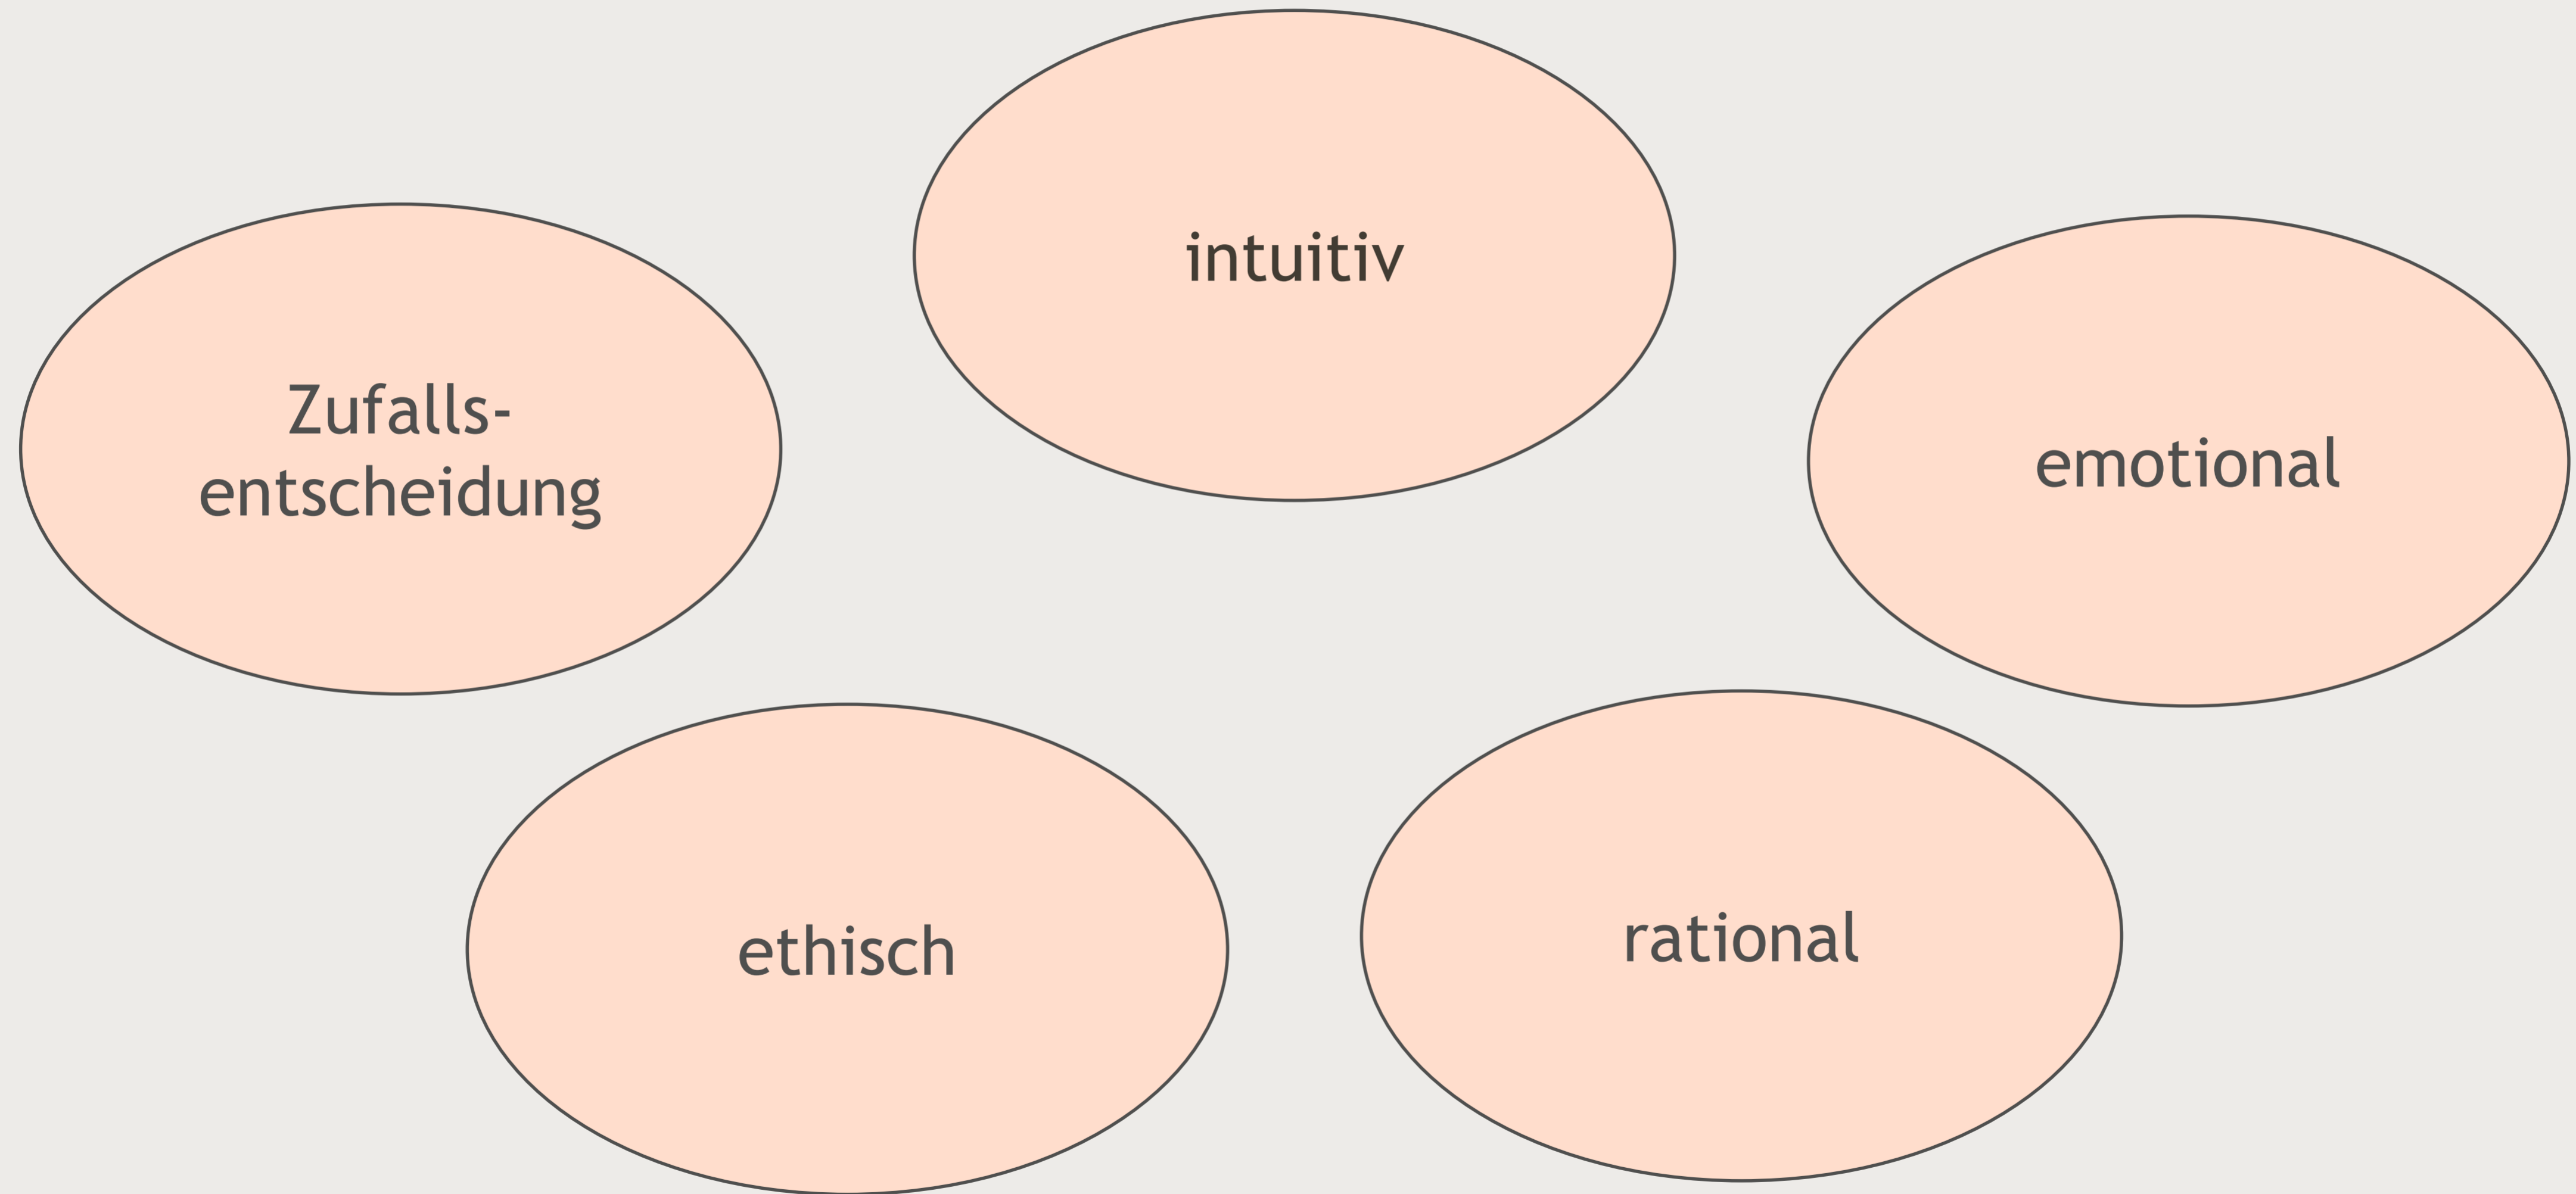 intuitiv
Zufalls-
entscheidung
emotional
ethisch
rational